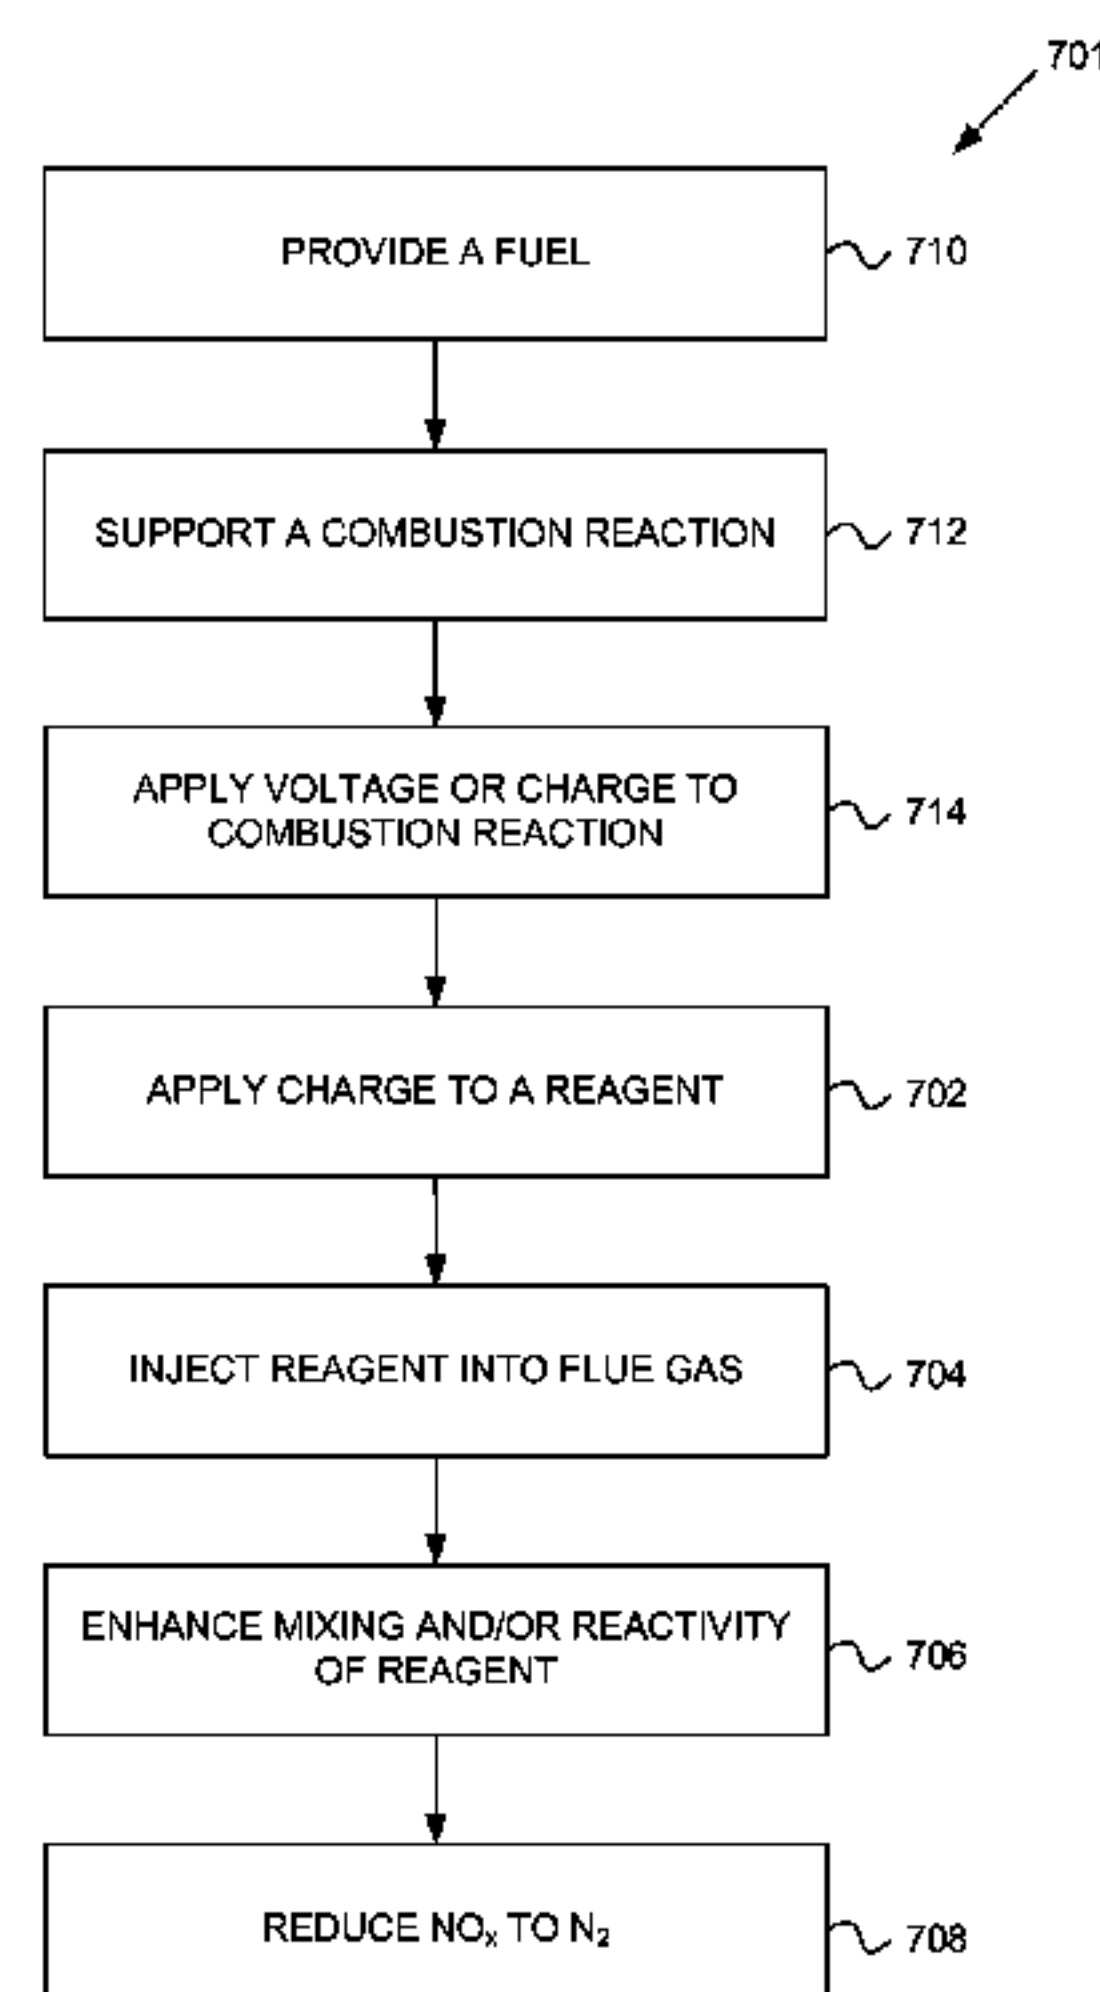 701
PROVIDE A FUEL
710
SUPPORT A COMBUSTION REACTION
712
APPLY VOLTAGE OR CHARGE TO
COMBUSTION REACTION
714
APPLY CHARGE TO A REAGENT
702
INJECT REAGENT INTO FLUE GAS
704
ENHANCE MIXING AND/OR REACTIVITY
OF REAGENT
706
REDUCE NOₓ TO N₂
708